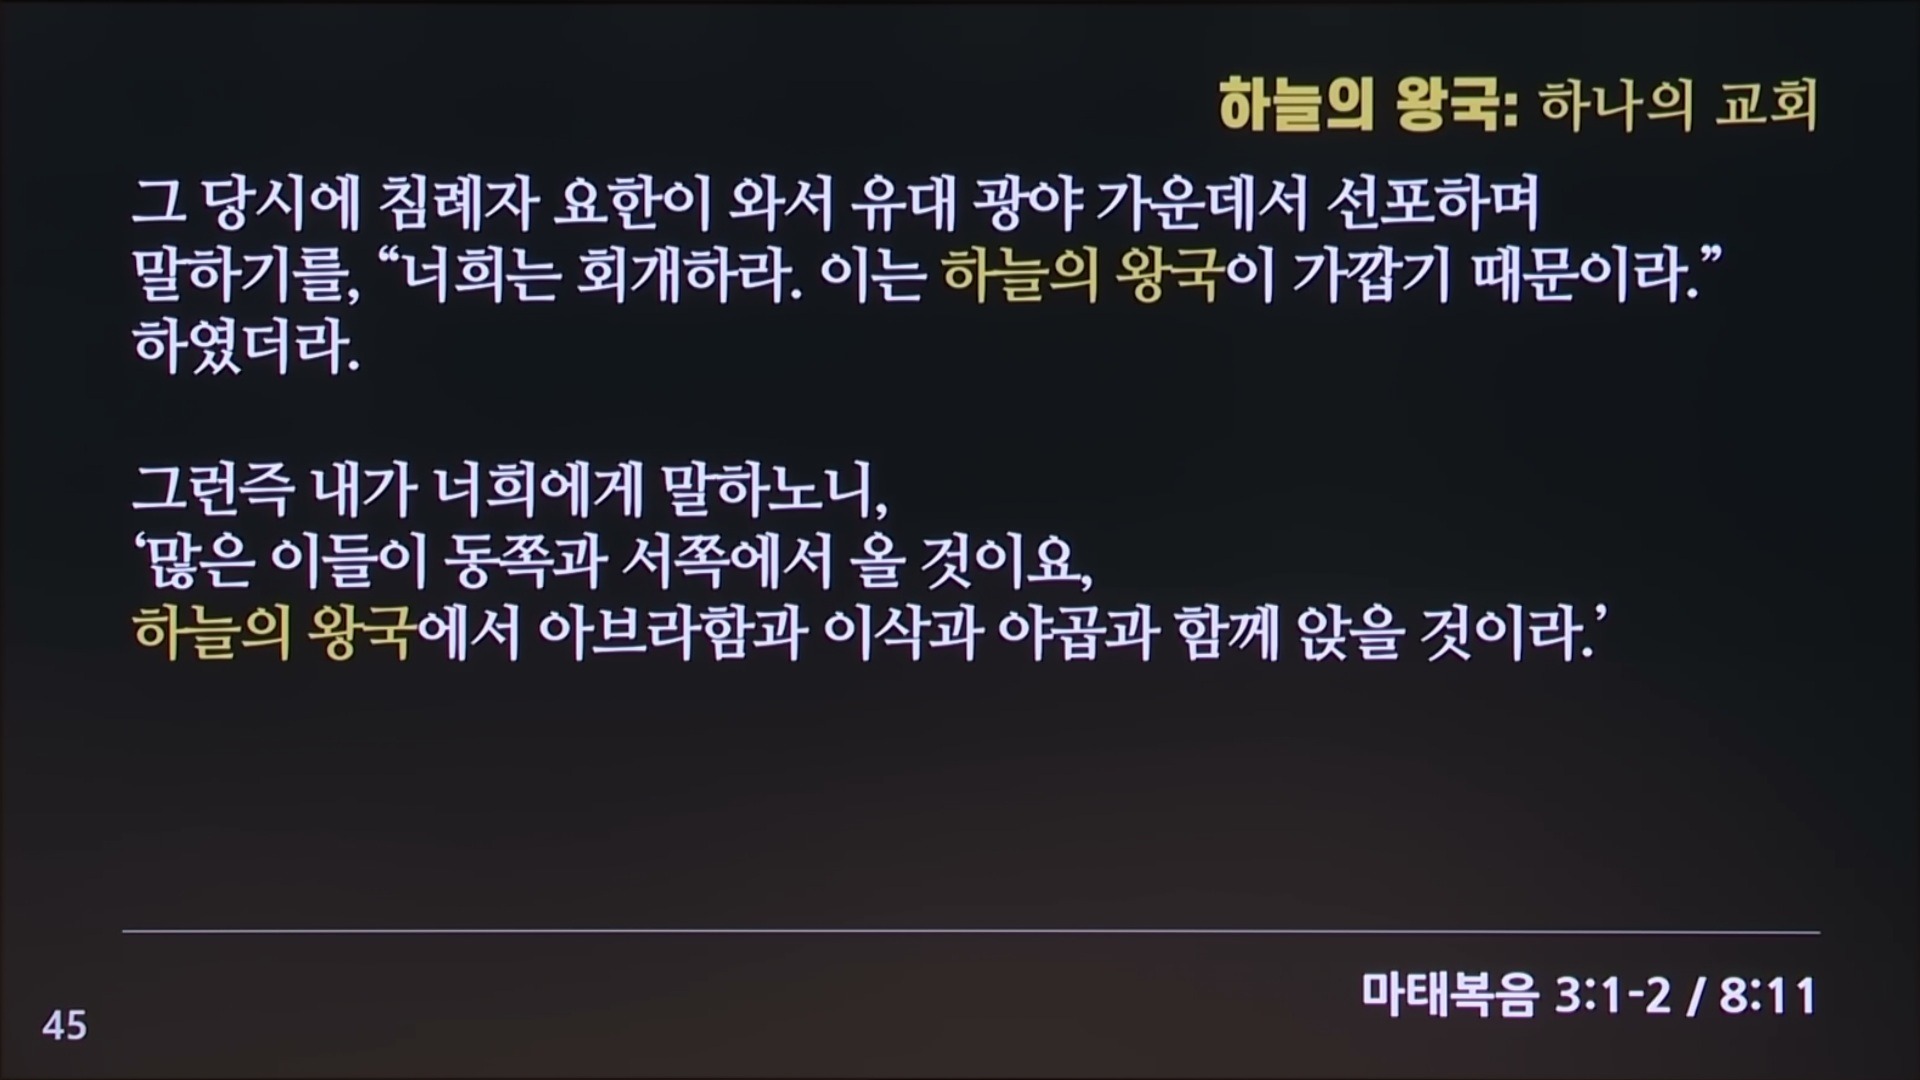 하늘의 왕국: 하나의 교회
그 당시에 침례자 요한이 와서 유대 광야 가운데서 선포하며
말하기를, “너희는 회개하라. 이는 하늘의 왕국이 가깝기 때문이라.”
하였더라.
그런즉 내가 너희에게 말하노니,
‘많은 이들이 동쪽과 서쪽에서 올 것이요,
하늘의 왕국에서 아브라함과 이삭과 야곱과 함께 앉을 것이라.’
마태복음 3:1-2 / 8:11
45